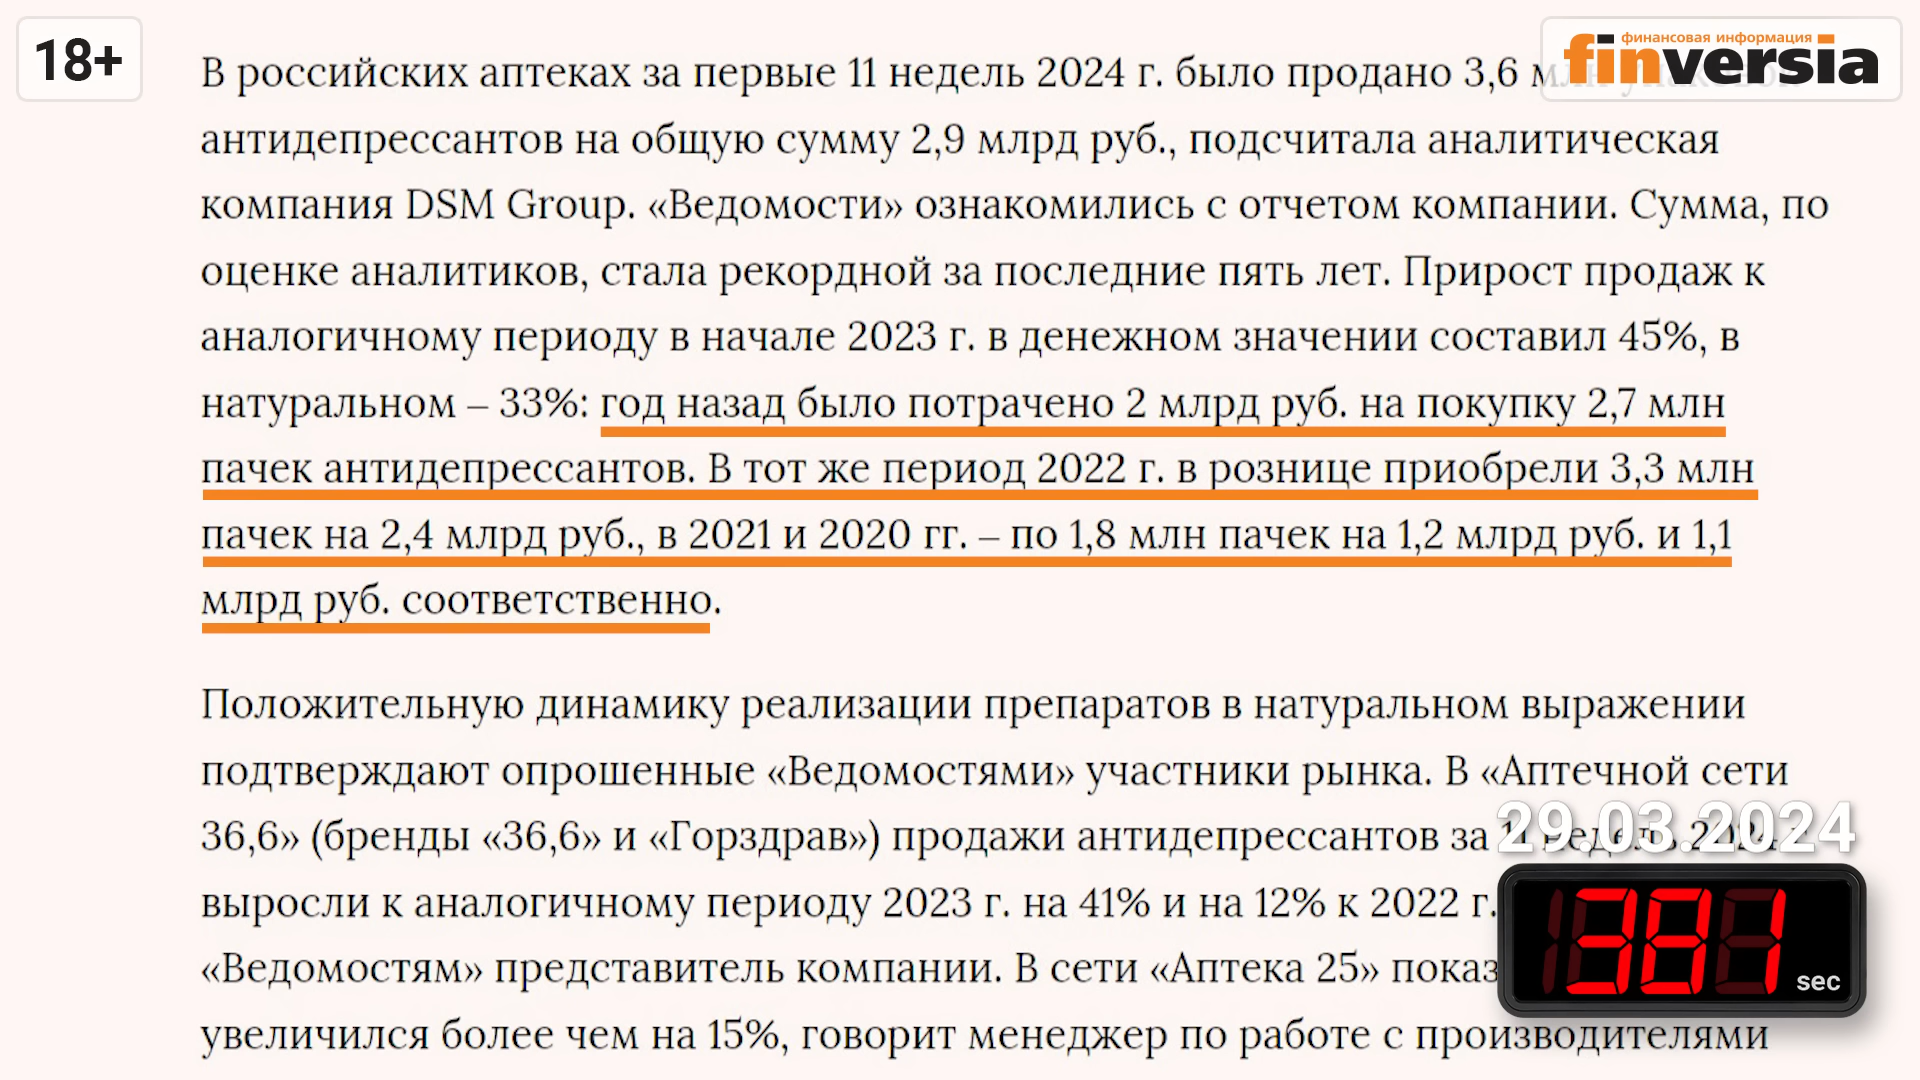 18+
финансовая информация
finversia
В российских аптеках за первые 11 недель 2024 г. было продано 3,6 млн упаковок
антидепрессантов на общую сумму 2,9 млрд руб., подсчитала аналитическая
компания DSM Group. «Ведомости» ознакомились с отчетом компании. Сумма, по
оценке аналитиков, стала рекордной за последние пять лет. Прирост продаж к
аналогичному периоду в начале 2023 г. в денежном значении составил 45%, в
натуральном – 33%: год назад было потрачено 2 млрд руб. на покупку 2,7 млн
пачек антидепрессантов. В тот же период 2022 г. в рознице приобрели 3,3 млн
пачек на 2,4 млрд руб., в 2021 и 2020 гг. – по 1,8 млн пачек на 1,2 млрд руб. и 1,1
млрд руб. соответственно.
Положительную динамику реализации препаратов в натуральном выражении
подтверждают опрошенные «Ведомостями» участники рынка. В «Аптечной сети
36,6» (бренды «36,6» и «Горздрав») продажи антидепрессантов за 11 недель 2024
выросли к аналогичному периоду 2023 г. на 41% и на 12% к 2022 г.
«Ведомостям» представитель компании. В сети «Аптека 25» показ
увеличился более чем на 15%, говорит менеджер по работе с производителями
29.03.2024
381 sec